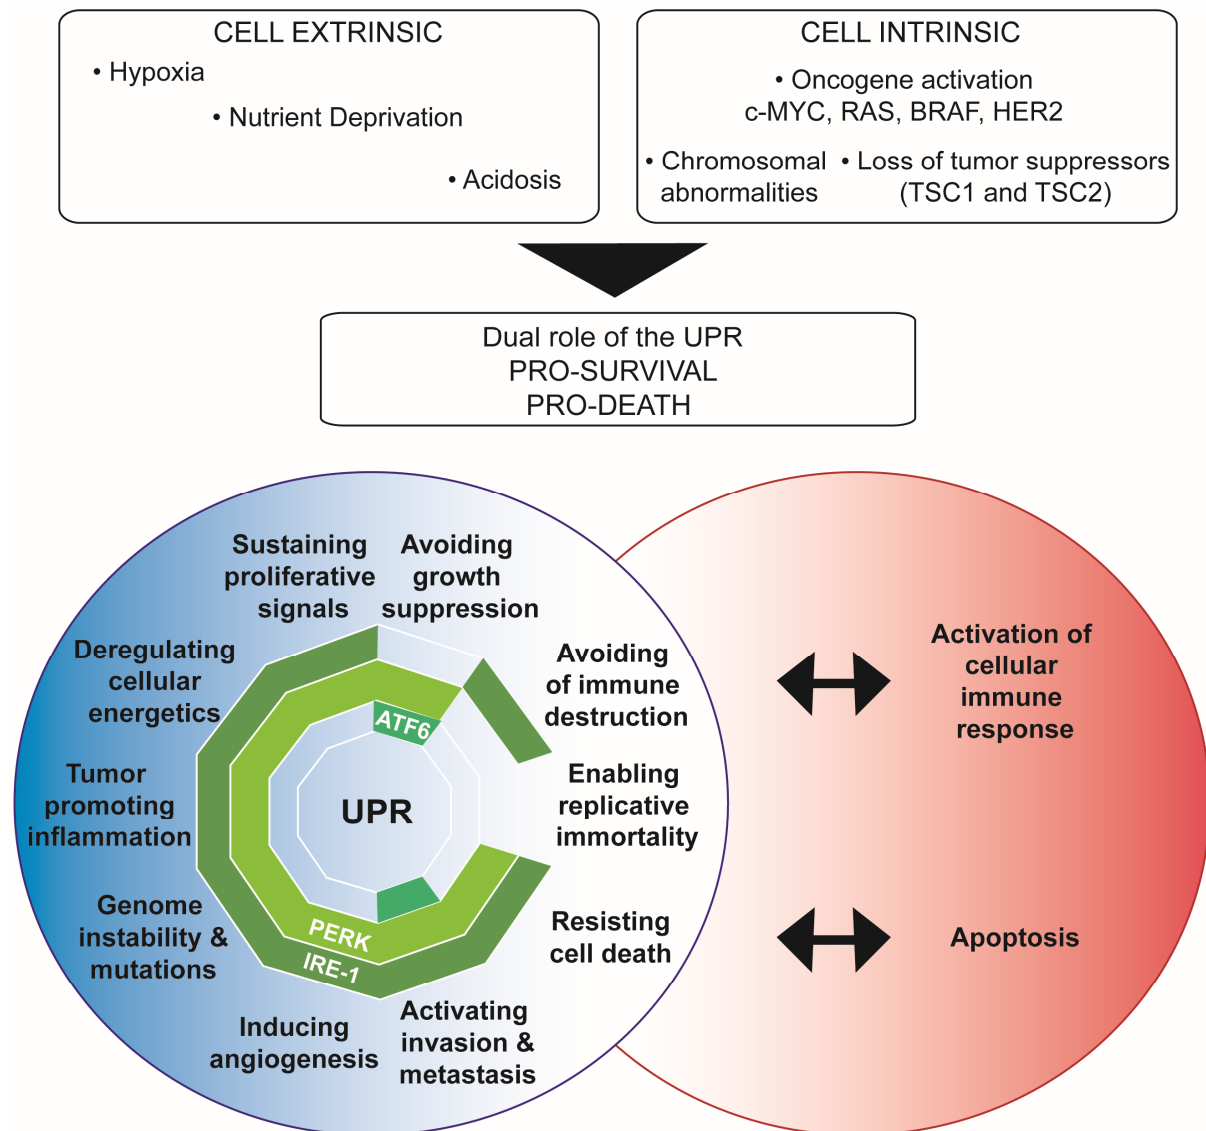 CELL EXTRINSIC
• Hypoxia
• Nutrient Deprivation
• Acidosis
CELL INTRINSIC
• Oncogene activation
c-MYC, RAS, BRAF, HER2
• Chromosomal
abnormalities
• Loss of tumor suppressors
(TSC1 and TSC2)
Dual role of the UPR
PRO-SURVIVAL
PRO-DEATH
Sustaining
proliferative
signals
Avoiding
growth
suppression
Deregulating
cellular
energetics
Avoiding
of immune
destruction
Tumor
promoting
inflammation
Enabling
replicative
immortality
Genome
instability &
mutations
Resisting
cell death
Inducing
angiogenesis
Activating
invasion &
metastasis
ATF6
UPR
PERK
IRE-1
Activation of
cellular
immune
response
Apoptosis